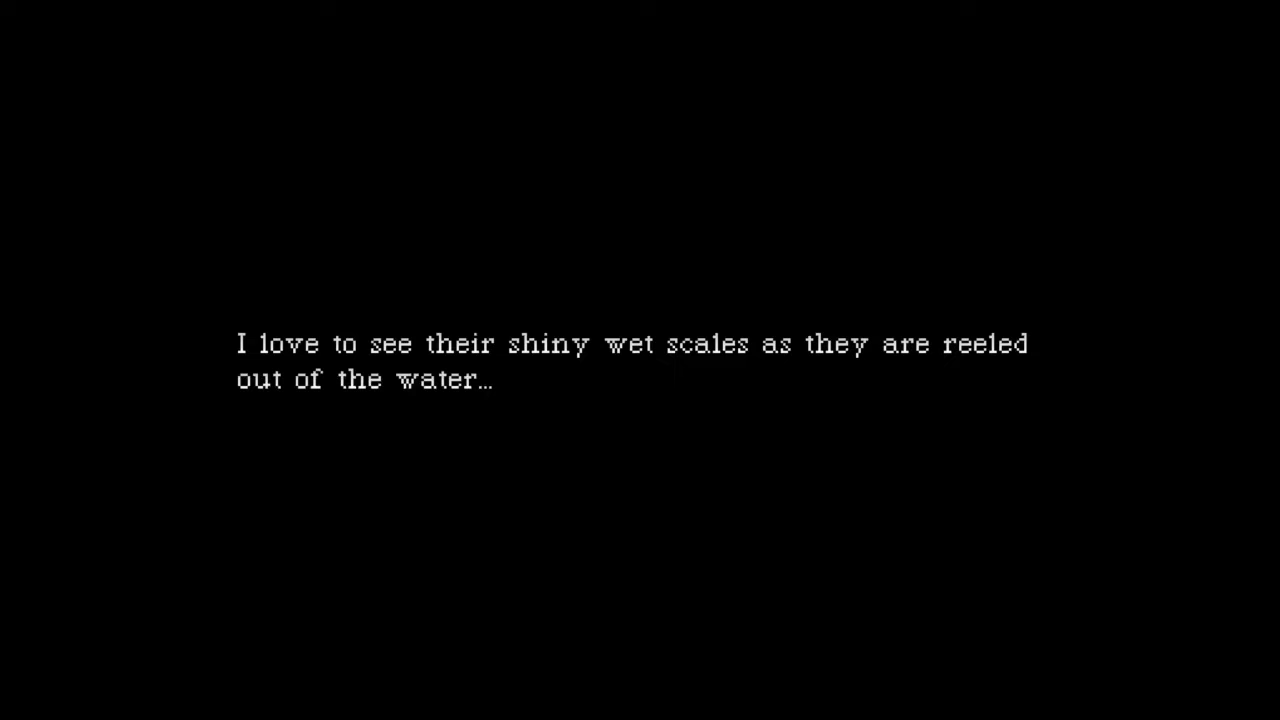 I love to see their shiny wet scales as they are reeled
out of the water…